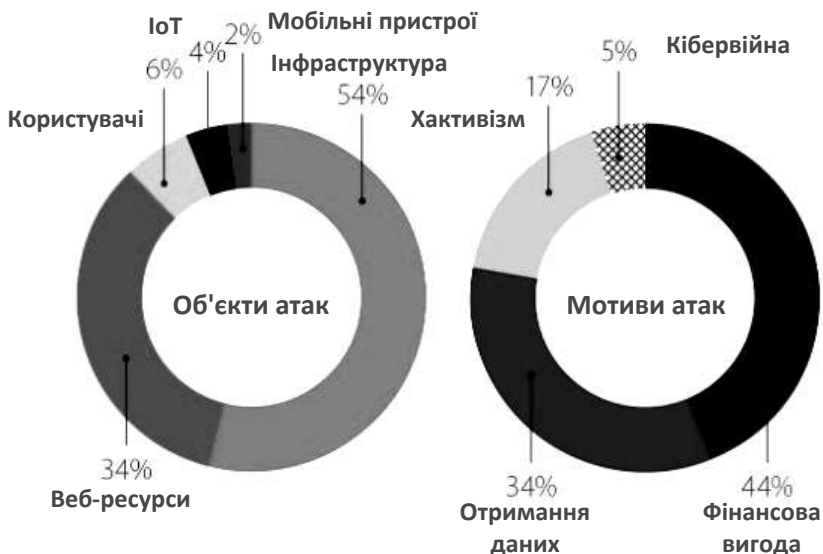 ІоТ
4%
2%
Мобільні пристрої
6%
Інфраструктура
54%
Користувачі
Об'єкти атак
34%
Веб-ресурси
5%
Кібервійна
17%
Хактивізм
Мотиви атак
34%
Отримання
даних
44%
Фінансова
вигода